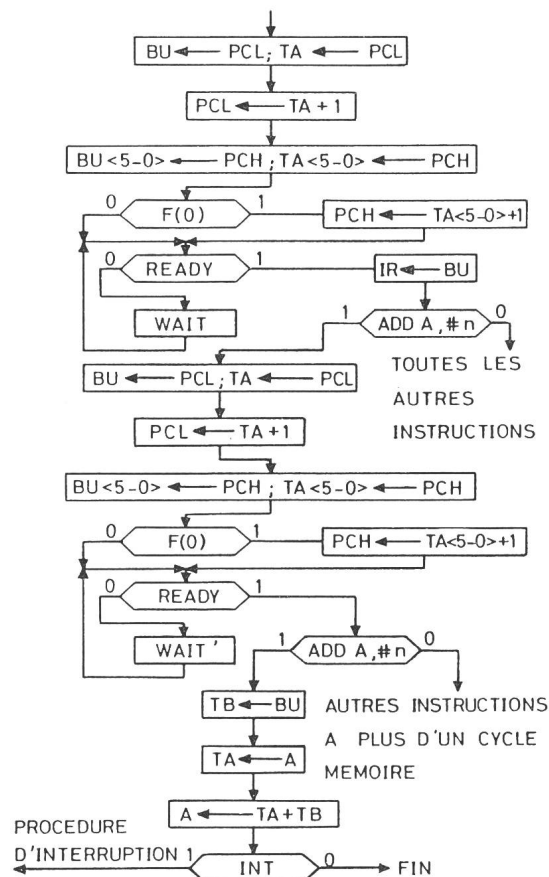 BU ← PCL; TA ← PCL
PCL ← TA + 1
BU <5-0> ← PCH ; TA<5-0> ← PCH
0 F(0) 1 PCH ← TA<5-0>+1
0 READY 1 IR ← BU
WAIT 1 ADD A, #n 0
TOUTES LES
AUTRES
INSTRUCTIONS
BU ← PCL; TA ← PCL
PCL ← TA+1
BU<5-0> ← PCH ; TA<5-0> ← PCH
0 F(0) 1 PCH ← TA<5-0>+1
0 READY 1
WAIT' 1 ADD A, #n 0
TB ← BU
AUTRES INSTRUCTIONS
A PLUS D'UN CYCLE
MEMOIRE
TA ← A
A ← TA+TB
PROCEDURE
D'INTERRUPTION 1 INT 0 FIN